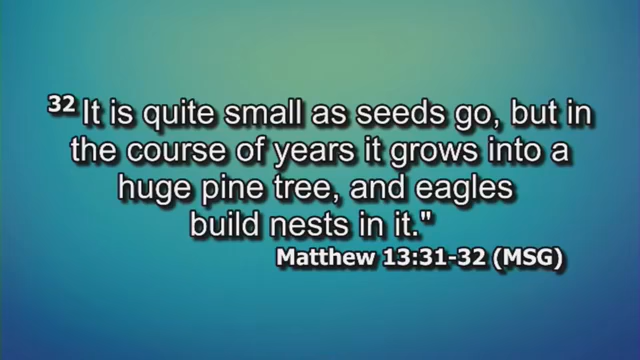 32 It is quite small as seeds go, but in
the course of years it grows into a
huge pine tree, and eagles
build nests in it."
Matthew 13:31-32 (MSG)